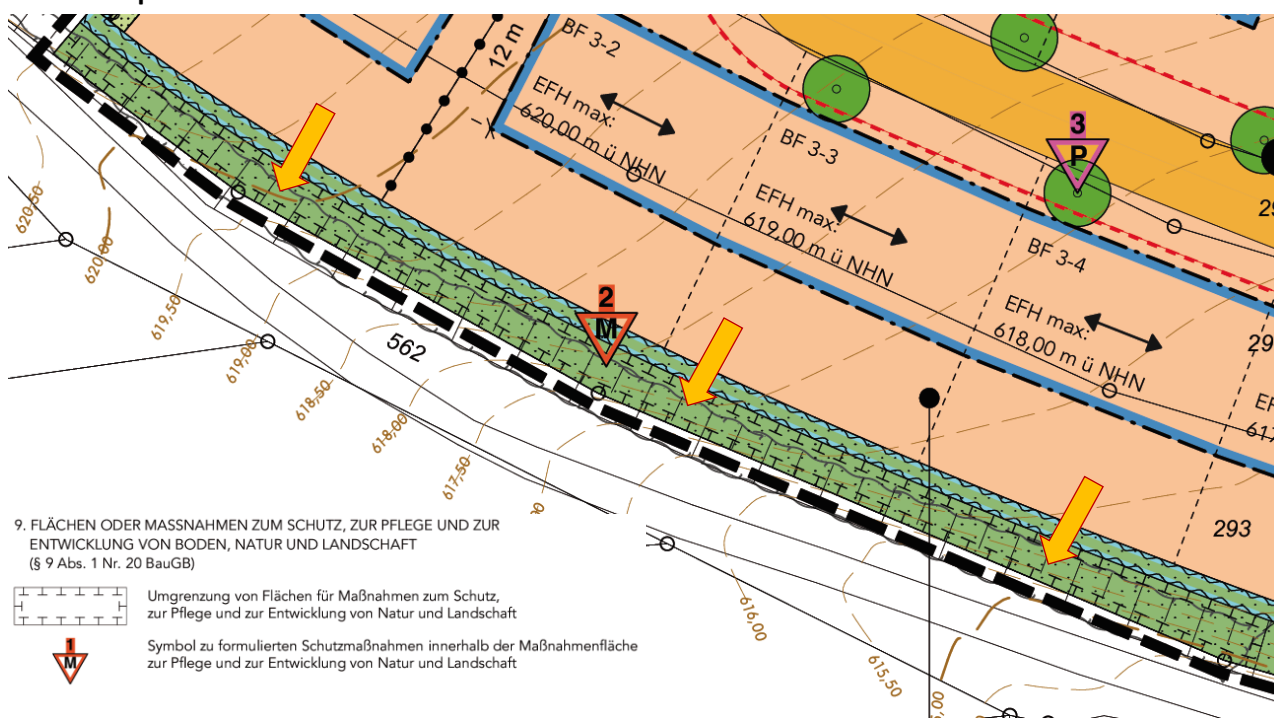 12 m
BF 3-2
EFH max:
620,00 m ü NHN
X
BF 3-3
EFH max:
619,00 m ü NHN
3
P
BF 3-4
EFH max:
618,00 m ü NHN
2
M
562
293
620,50
620,00
619,50
619,00
618,50
618,00
617,50
616,00
615,50
9. FLÄCHEN ODER MASSNAHMEN ZUM SCHUTZ, ZUR PFLEGE UND ZUR
ENTWICKLUNG VON BODEN, NATUR UND LANDSCHAFT
(§ 9 Abs. 1 Nr. 20 BauGB)
Umgrenzung von Flächen für Maßnahmen zum Schutz,
zur Pflege und zur Entwicklung von Natur und Landschaft
1
M
Symbol zu formulierten Schutzmaßnahmen innerhalb der Maßnahmenfläche
zur Pflege und zur Entwicklung von Natur und Landschaft